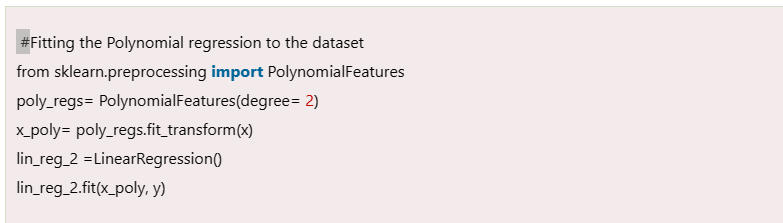 #Fitting the Polynomial regression to the dataset
from sklearn.preprocessing import PolynomialFeatures
poly_regs= PolynomialFeatures(degree= 2)
x_poly= poly_regs.fit_transform(x)
lin_reg_2 =LinearRegression()
lin_reg_2.fit(x_poly, y)